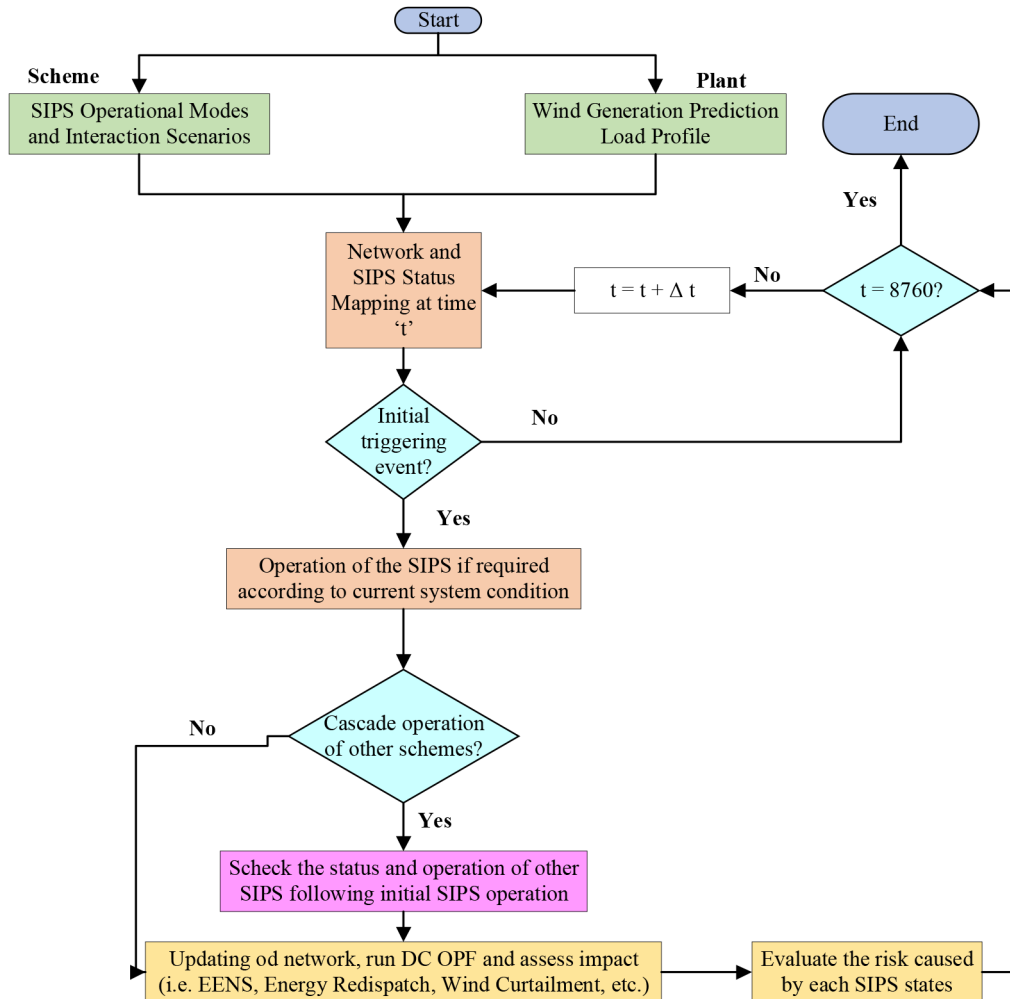 Start
Scheme
SIPS Operational Modes
and Interaction Scenarios
Plant
Wind Generation Prediction
Load Profile
End
Yes
Network and
SIPS Status
Mapping at time
‘t’
t = t + Δ t
No
t = 8760?
Initial
triggering
event?
No
Yes
Operation of the SIPS if required
according to current system condition
Cascade operation
of other schemes?
No
Yes
Scheck the status and operation of other
SIPS following initial SIPS operation
Updating od network, run DC OPF and assess impact
(i.e. EENS, Energy Redispatch, Wind Curtailment, etc.)
Evaluate the risk caused
by each SIPS states